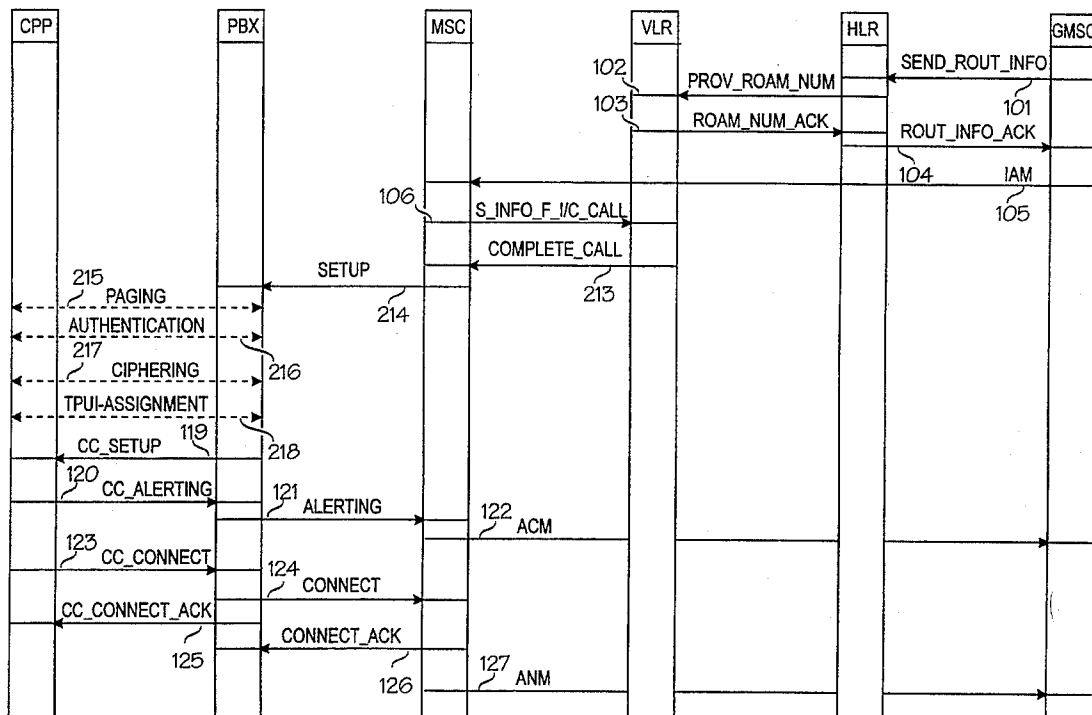 CPP PBX MSC VLR HLR GMSC
SEND_ROUT_INFO
101
102 PROV_ROAM_NUM
103 ROAM_NUM_ACK
ROUT_INFO_ACK
104
IAM
105
106 S_INFO_F_I/C_CALL
COMPLETE_CALL
213
SETUP
214
215 PAGING
AUTHENTICATION
216
217 CIPHERING
TPUI-ASSIGNMENT
218
119 CC_SETUP
120 CC_ALERTING
121 ALERTING
122 ACM
123 CC_CONNECT
124 CONNECT
CC_CONNECT_ACK
125
CONNECT_ACK
126
127 ANM